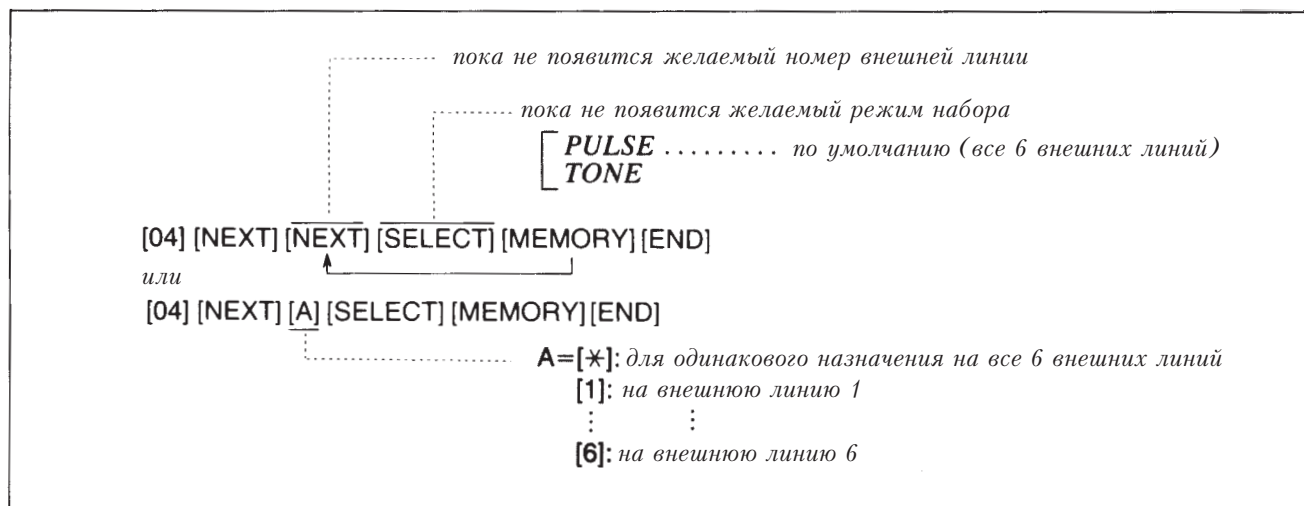 пока не появится желаемый номер внешней линии
пока не появится желаемый режим набора
PULSE ......... по умолчанию (все 6 внешних линий)
TONE
[04] [NEXT] [NEXT] [SELECT] [MEMORY] [END]
или
[04] [NEXT] [A] [SELECT] [MEMORY] [END]
A=[*]: для одинакового назначения на все 6 внешних линий
[1]: на внешнюю линию 1
⋮ ⋮
[6]: на внешнюю линию 6